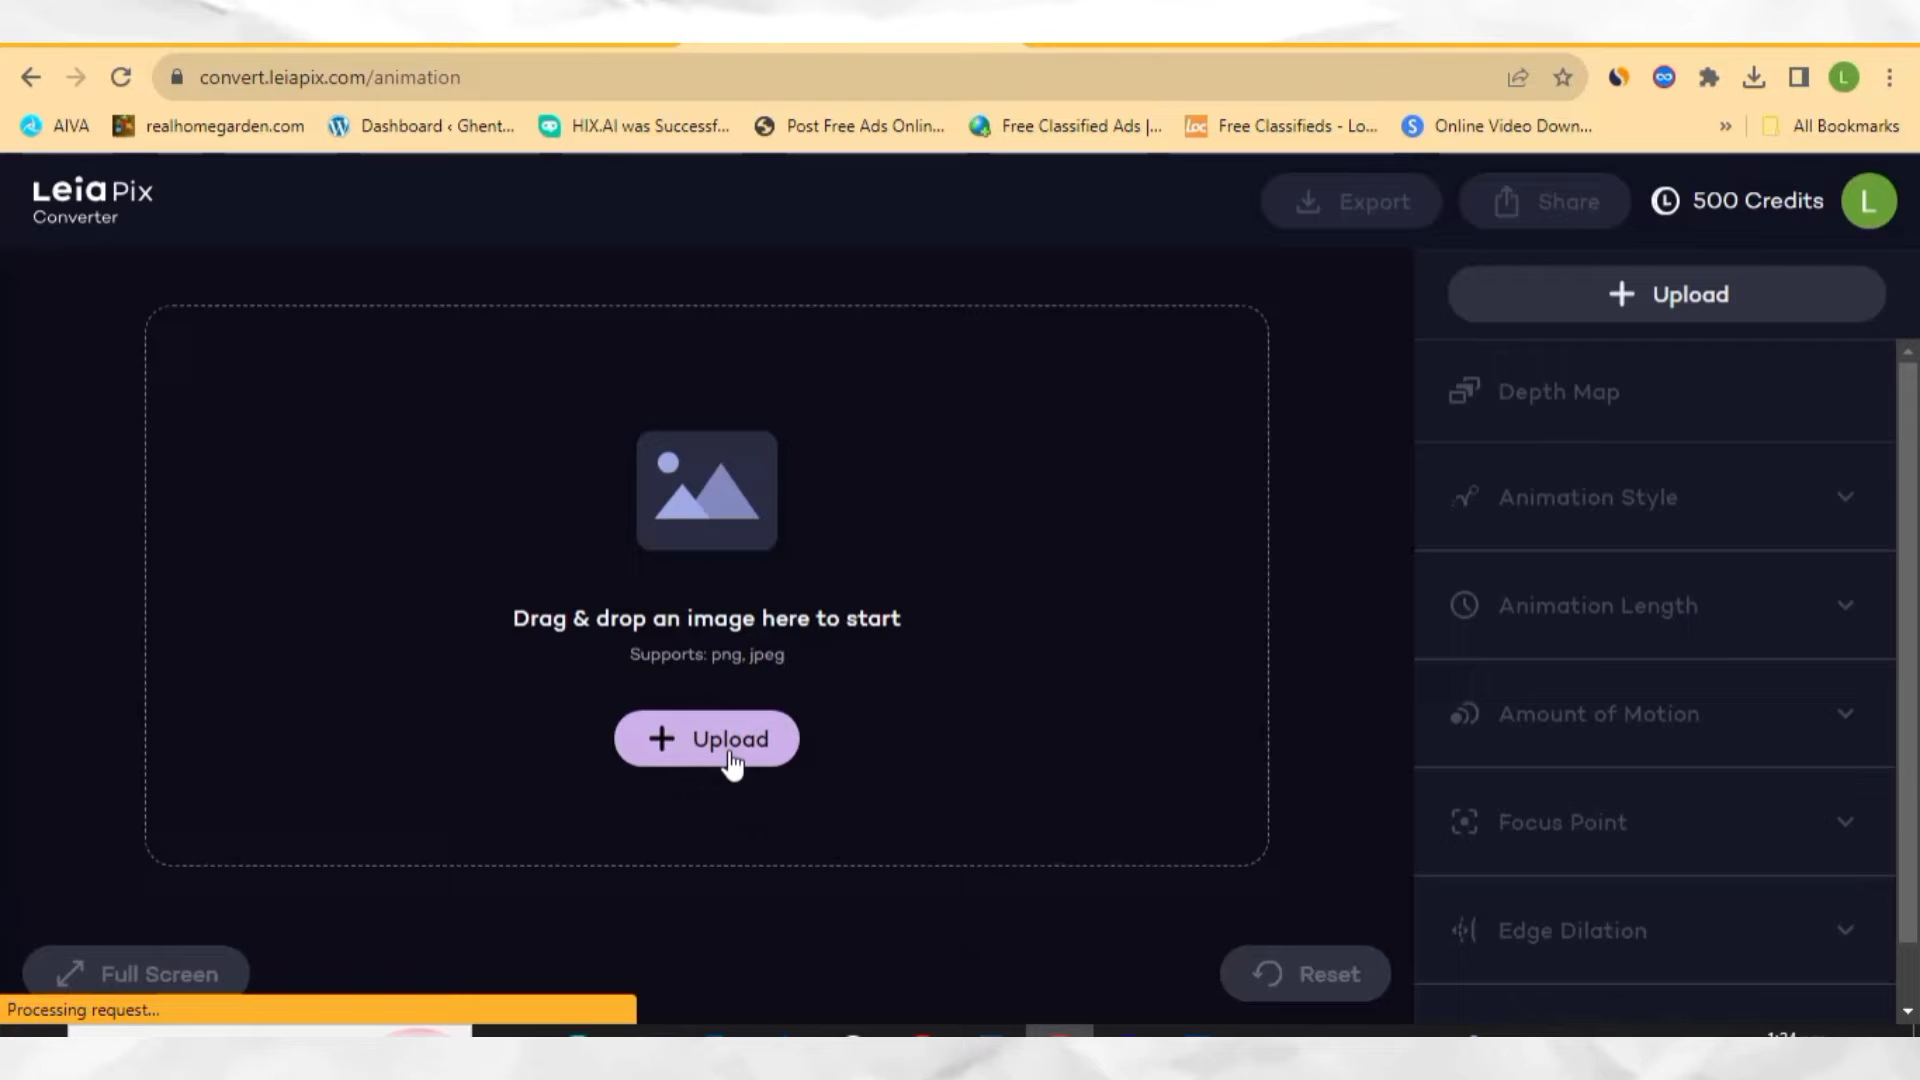 convert.leiapix.com/animation
L
AIVA
realhomegarden.com
Dashboard ‹ Ghent...
HIX.AI was Successf...
Post Free Ads Onlin...
Free Classified Ads |...
loc
Free Classifieds - Lo...
S
Online Video Down...
»
All Bookmarks
Leia Pix
Converter
Export
Share
500 Credits
L
+ Upload
Depth Map
Animation Style
Animation Length
Amount of Motion
Focus Point
Edge Dilation
Drag & drop an image here to start
Supports: png, jpeg
+ Upload
Full Screen
Reset
Processing request...